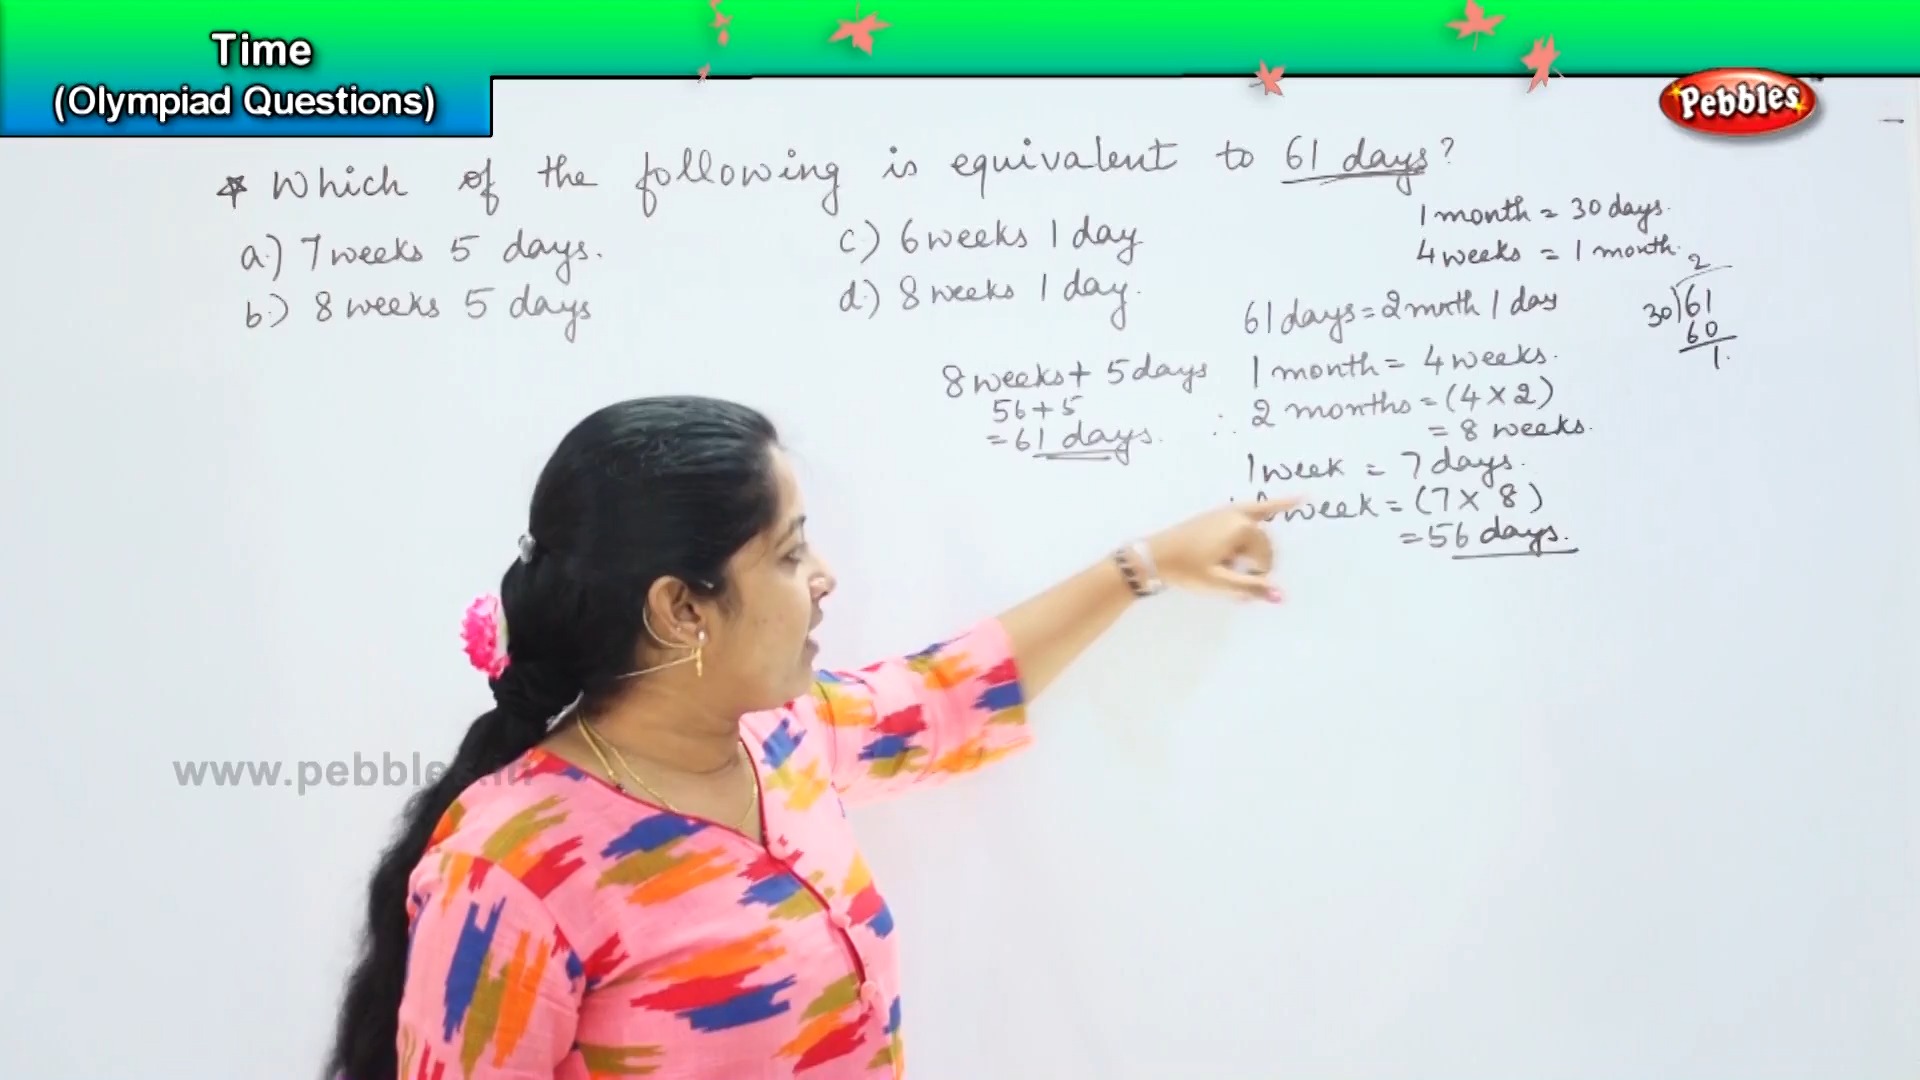 Time
(Olympiad Questions)
Pebbles
* Which of the following is equivalent to 61 days?
a.) 7 weeks 5 days.
b.) 8 weeks 5 days
c.) 6 weeks 1 day
d.) 8 weeks 1 day.
1 month = 30 days.
4 weeks = 1 month.
61 days = 2 month 1 day
2
30)61
60
1.
8 weeks + 5 days
56 + 5
= 61 days.
1 month = 4 weeks.
∴ 2 months = (4 × 2)
= 8 weeks.
1 week = 7 days.
week = (7 × 8)
= 56 days.
www.pebbles.in